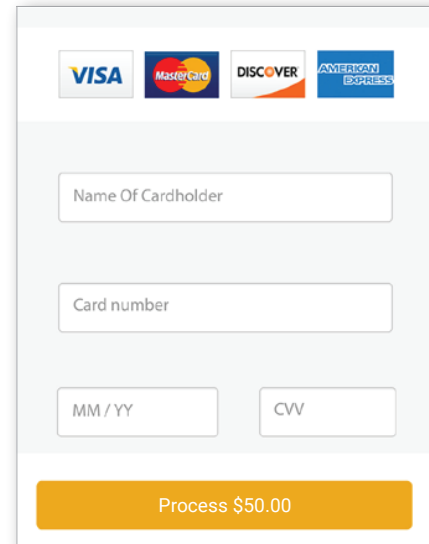 VISA
MasterCard
DISCOVER
AMERICAN
EXPRESS
Name Of Cardholder
Card number
MM / YY
CVV
Process $50.00